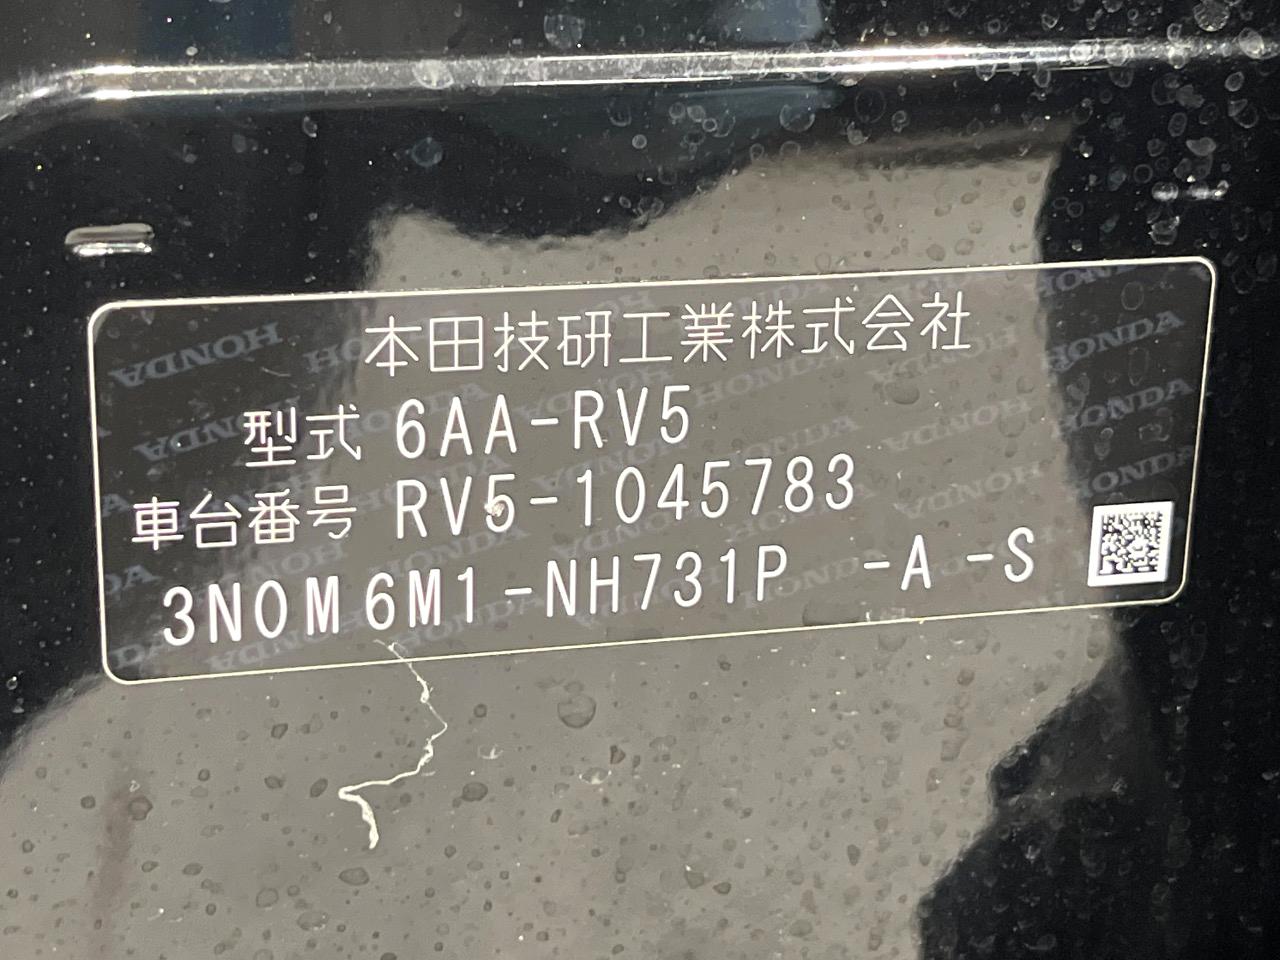 本田技研工業株式会社
型式 6AA-RV5
車台番号 RV5-1045783
3N0M6M1-NH731P -A-S